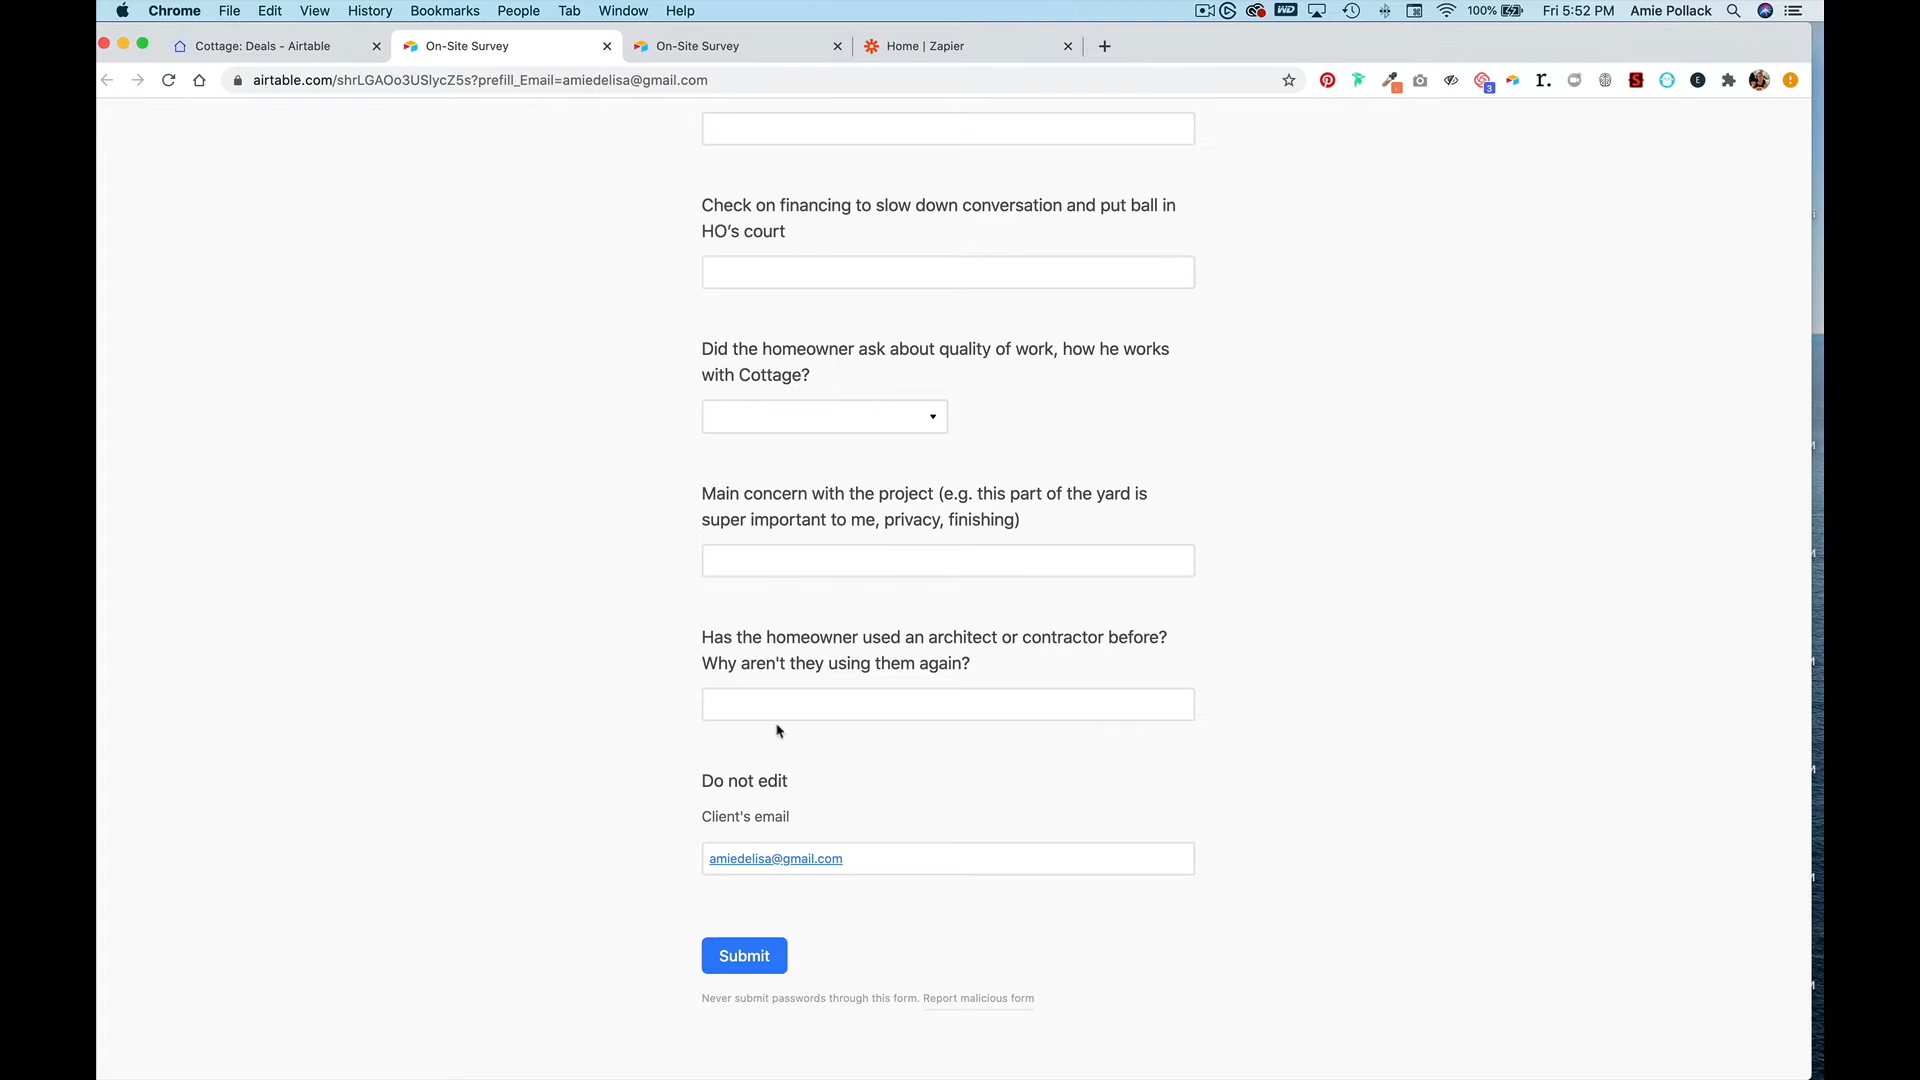 Chrome File Edit View History Bookmarks People Tab Window Help 100% Fri 5:52 PM Amie Pollack
Cottage: Deals - Airtable On-Site Survey On-Site Survey Home | Zapier
airtable.com/shrLGAOo3USlycZ5s?prefill_Email=amiedelisa@gmail.com
Check on financing to slow down conversation and put ball in
HO’s court
Did the homeowner ask about quality of work, how he works
with Cottage?
Main concern with the project (e.g. this part of the yard is
super important to me, privacy, finishing)
Has the homeowner used an architect or contractor before?
Why aren't they using them again?
Do not edit
Client's email
amiedelisa@gmail.com
Submit
Never submit passwords through this form. Report malicious form